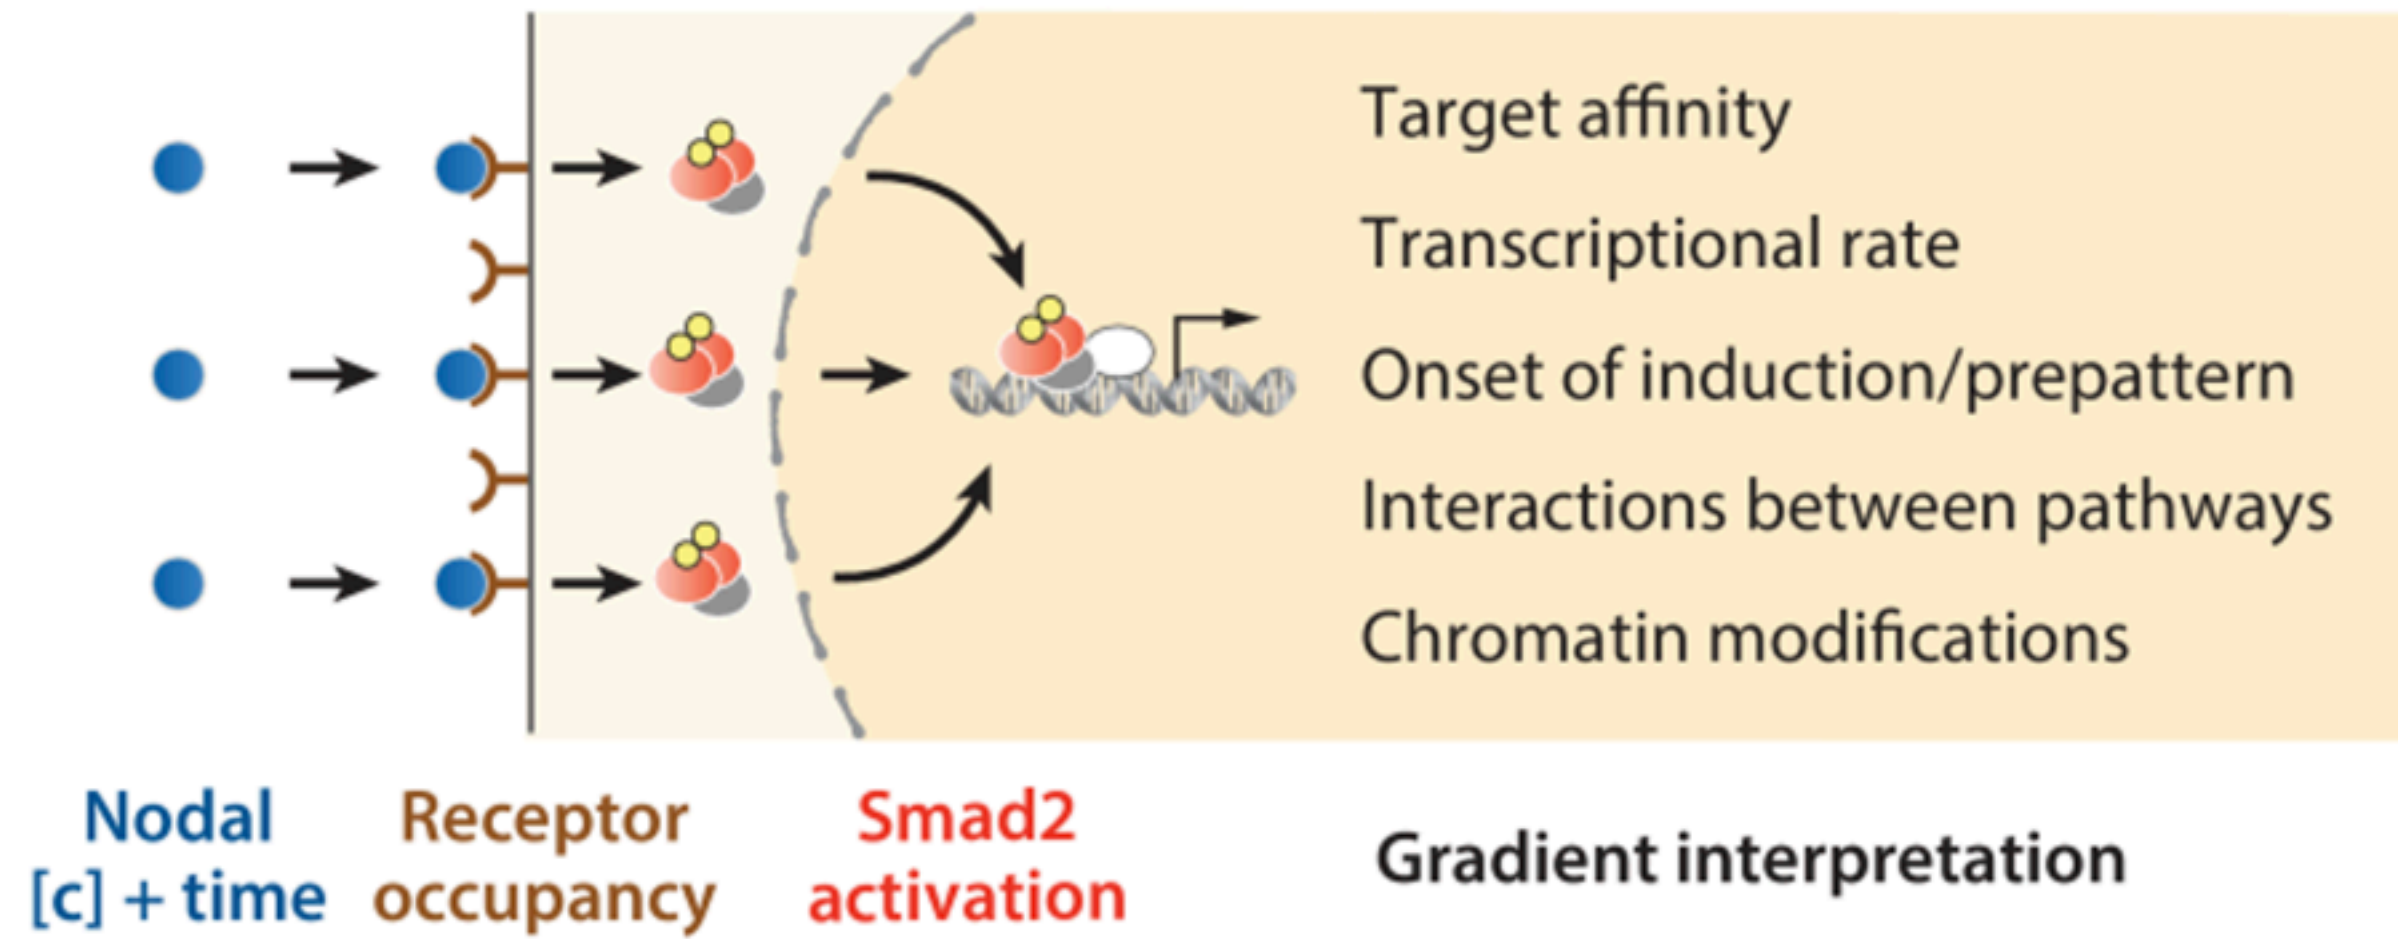 Target affinity
Transcriptional rate
Onset of induction/prepattern
Interactions between pathways
Chromatin modifications
Nodal
[c] + time
Receptor
occupancy
Smad2
activation
Gradient interpretation